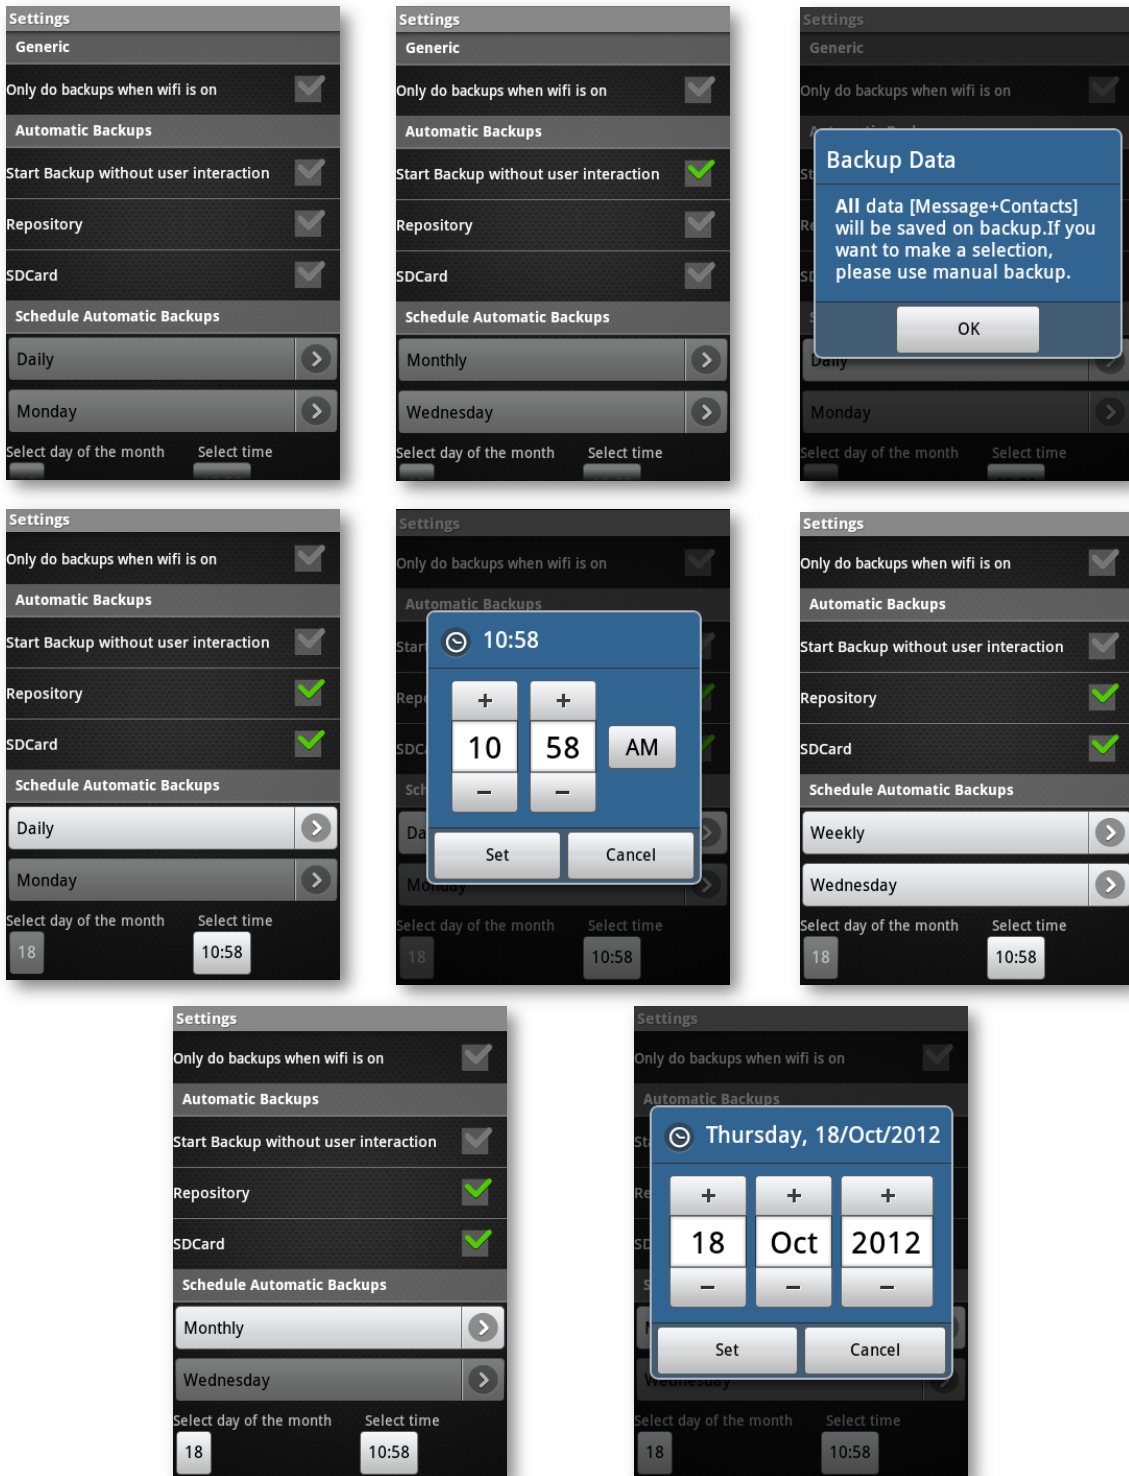 Settings
Generic
Only do backups when wifi is on
Automatic Backups
Start Backup without user interaction
Repository
SDCard
Schedule Automatic Backups
Daily
Monday
Select day of the month Select time
Settings
Generic
Only do backups when wifi is on
Automatic Backups
Start Backup without user interaction
Repository
SDCard
Schedule Automatic Backups
Monthly
Wednesday
Select day of the month Select time
Settings
Generic
Only do backups when wifi is on
Backup Data
All data [Message+Contacts]
will be saved on backup.If you
want to make a selection,
please use manual backup.
OK
Daily
Monday
Select day of the month Select time
Settings
Only do backups when wifi is on
Automatic Backups
Start Backup without user interaction
Repository
SDCard
Schedule Automatic Backups
Daily
Monday
Select day of the month Select time
18 10:58
Settings
Only do backups when wifi is on
Automatic Backups
Start
10:58
+ +
10 58 AM
− −
Set Cancel
Monday
Select day of the month Select time
18 10:58
Settings
Only do backups when wifi is on
Automatic Backups
Start Backup without user interaction
Repository
SDCard
Schedule Automatic Backups
Weekly
Wednesday
Select day of the month Select time
18 10:58
Settings
Only do backups when wifi is on
Automatic Backups
Start Backup without user interaction
Repository
SDCard
Schedule Automatic Backups
Monthly
Wednesday
Select day of the month Select time
18 10:58
Settings
Only do backups when wifi is on
Automatic Backups
Thursday, 18/Oct/2012
+ + +
18 Oct 2012
− − −
Set Cancel
Wednesday
Select day of the month Select time
18 10:58